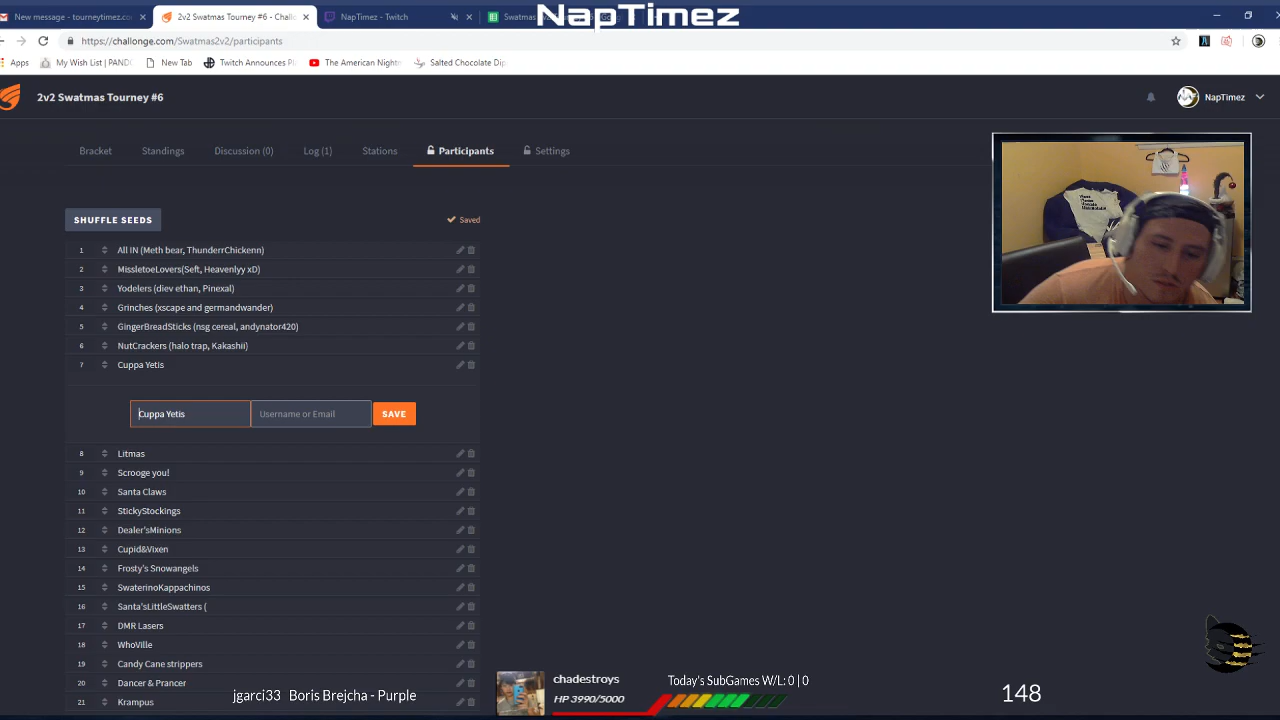 New message - tourneytimez.co
2v2 Swatmas Tourney #6 - Challo
NapTimez - Twitch
Swatmas
NapTimez
https://challonge.com/Swatmas2v2/participants
Apps
My Wish List | PAND
New Tab
Twitch Announces Pl
The American Nightm
Salted Chocolate Dip
2v2 Swatmas Tourney #6
NapTimez
Bracket
Standings
Discussion (0)
Log (1)
Stations
Participants
Settings
SHUFFLE SEEDS
Saved
1 All IN (Meth bear, ThunderrChickenn)
2 MissletoeLovers(Seft, Heavenlyy xD)
3 Yodelers (diev ethan, Pinexal)
4 Grinches (xscape and germandwander)
5 GingerBreadSticks (nsg cereal, andynator420)
6 NutCrackers (halo trap, Kakashii)
7 Cuppa Yetis
Cuppa Yetis
Username or Email
SAVE
8 Litmas
9 Scrooge you!
10 Santa Claws
11 StickyStockings
12 Dealer'sMinions
13 Cupid&Vixen
14 Frosty's Snowangels
15 SwaterinoKappachinos
16 Santa'sLittleSwatters (
17 DMR Lasers
18 WhoVille
19 Candy Cane strippers
20 Dancer & Prancer
21 Krampus
jgarci33 Boris Brejcha - Purple
chadestroys
HP 3990/5000
Today's SubGames W/L: 0 | 0
148